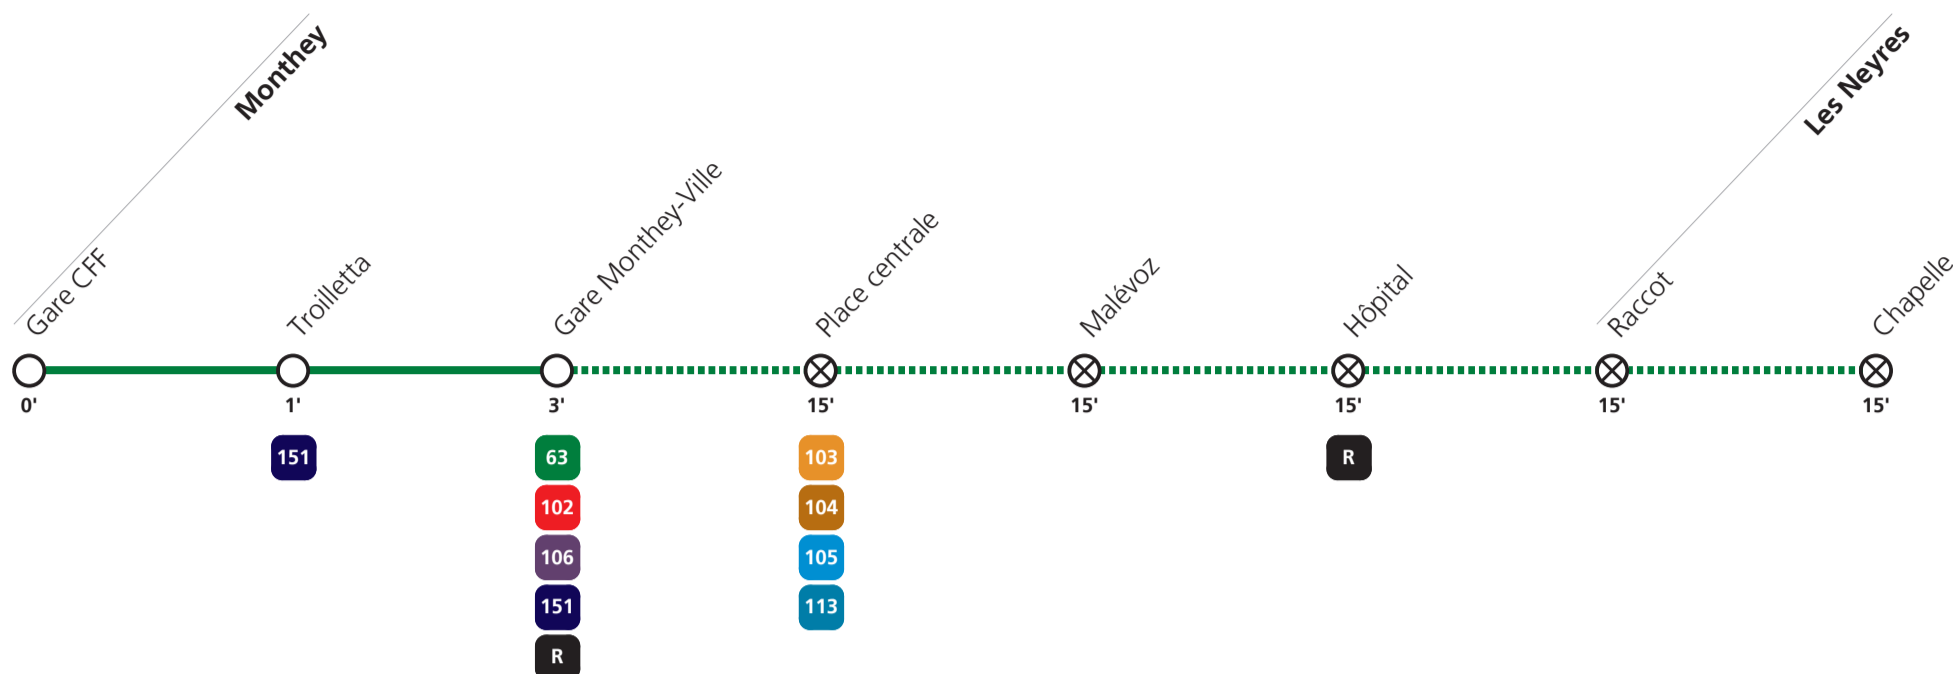 Monthey
Les Neyres
Gare CFF
Troilletta
Gare Monthey-Ville
Place centrale
Malévoz
Hôpital
Raccot
Chapelle
0' 1' 3' 15' 15' 15' 15' 15'
151 63 103 R
102 104
106 105
151 113
R